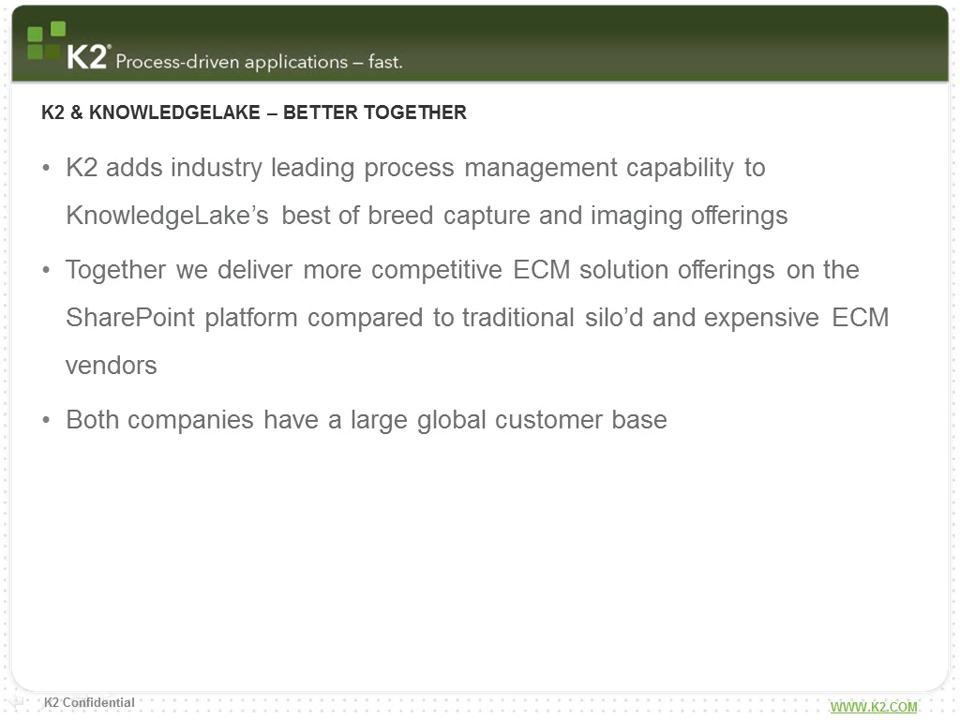 K2® Process-driven applications – fast.
K2 & KNOWLEDGELAKE – BETTER TOGETHER
• K2 adds industry leading process management capability to
KnowledgeLake’s best of breed capture and imaging offerings
• Together we deliver more competitive ECM solution offerings on the
SharePoint platform compared to traditional silo’d and expensive ECM
vendors
• Both companies have a large global customer base
K2 Confidential
WWW.K2.COM